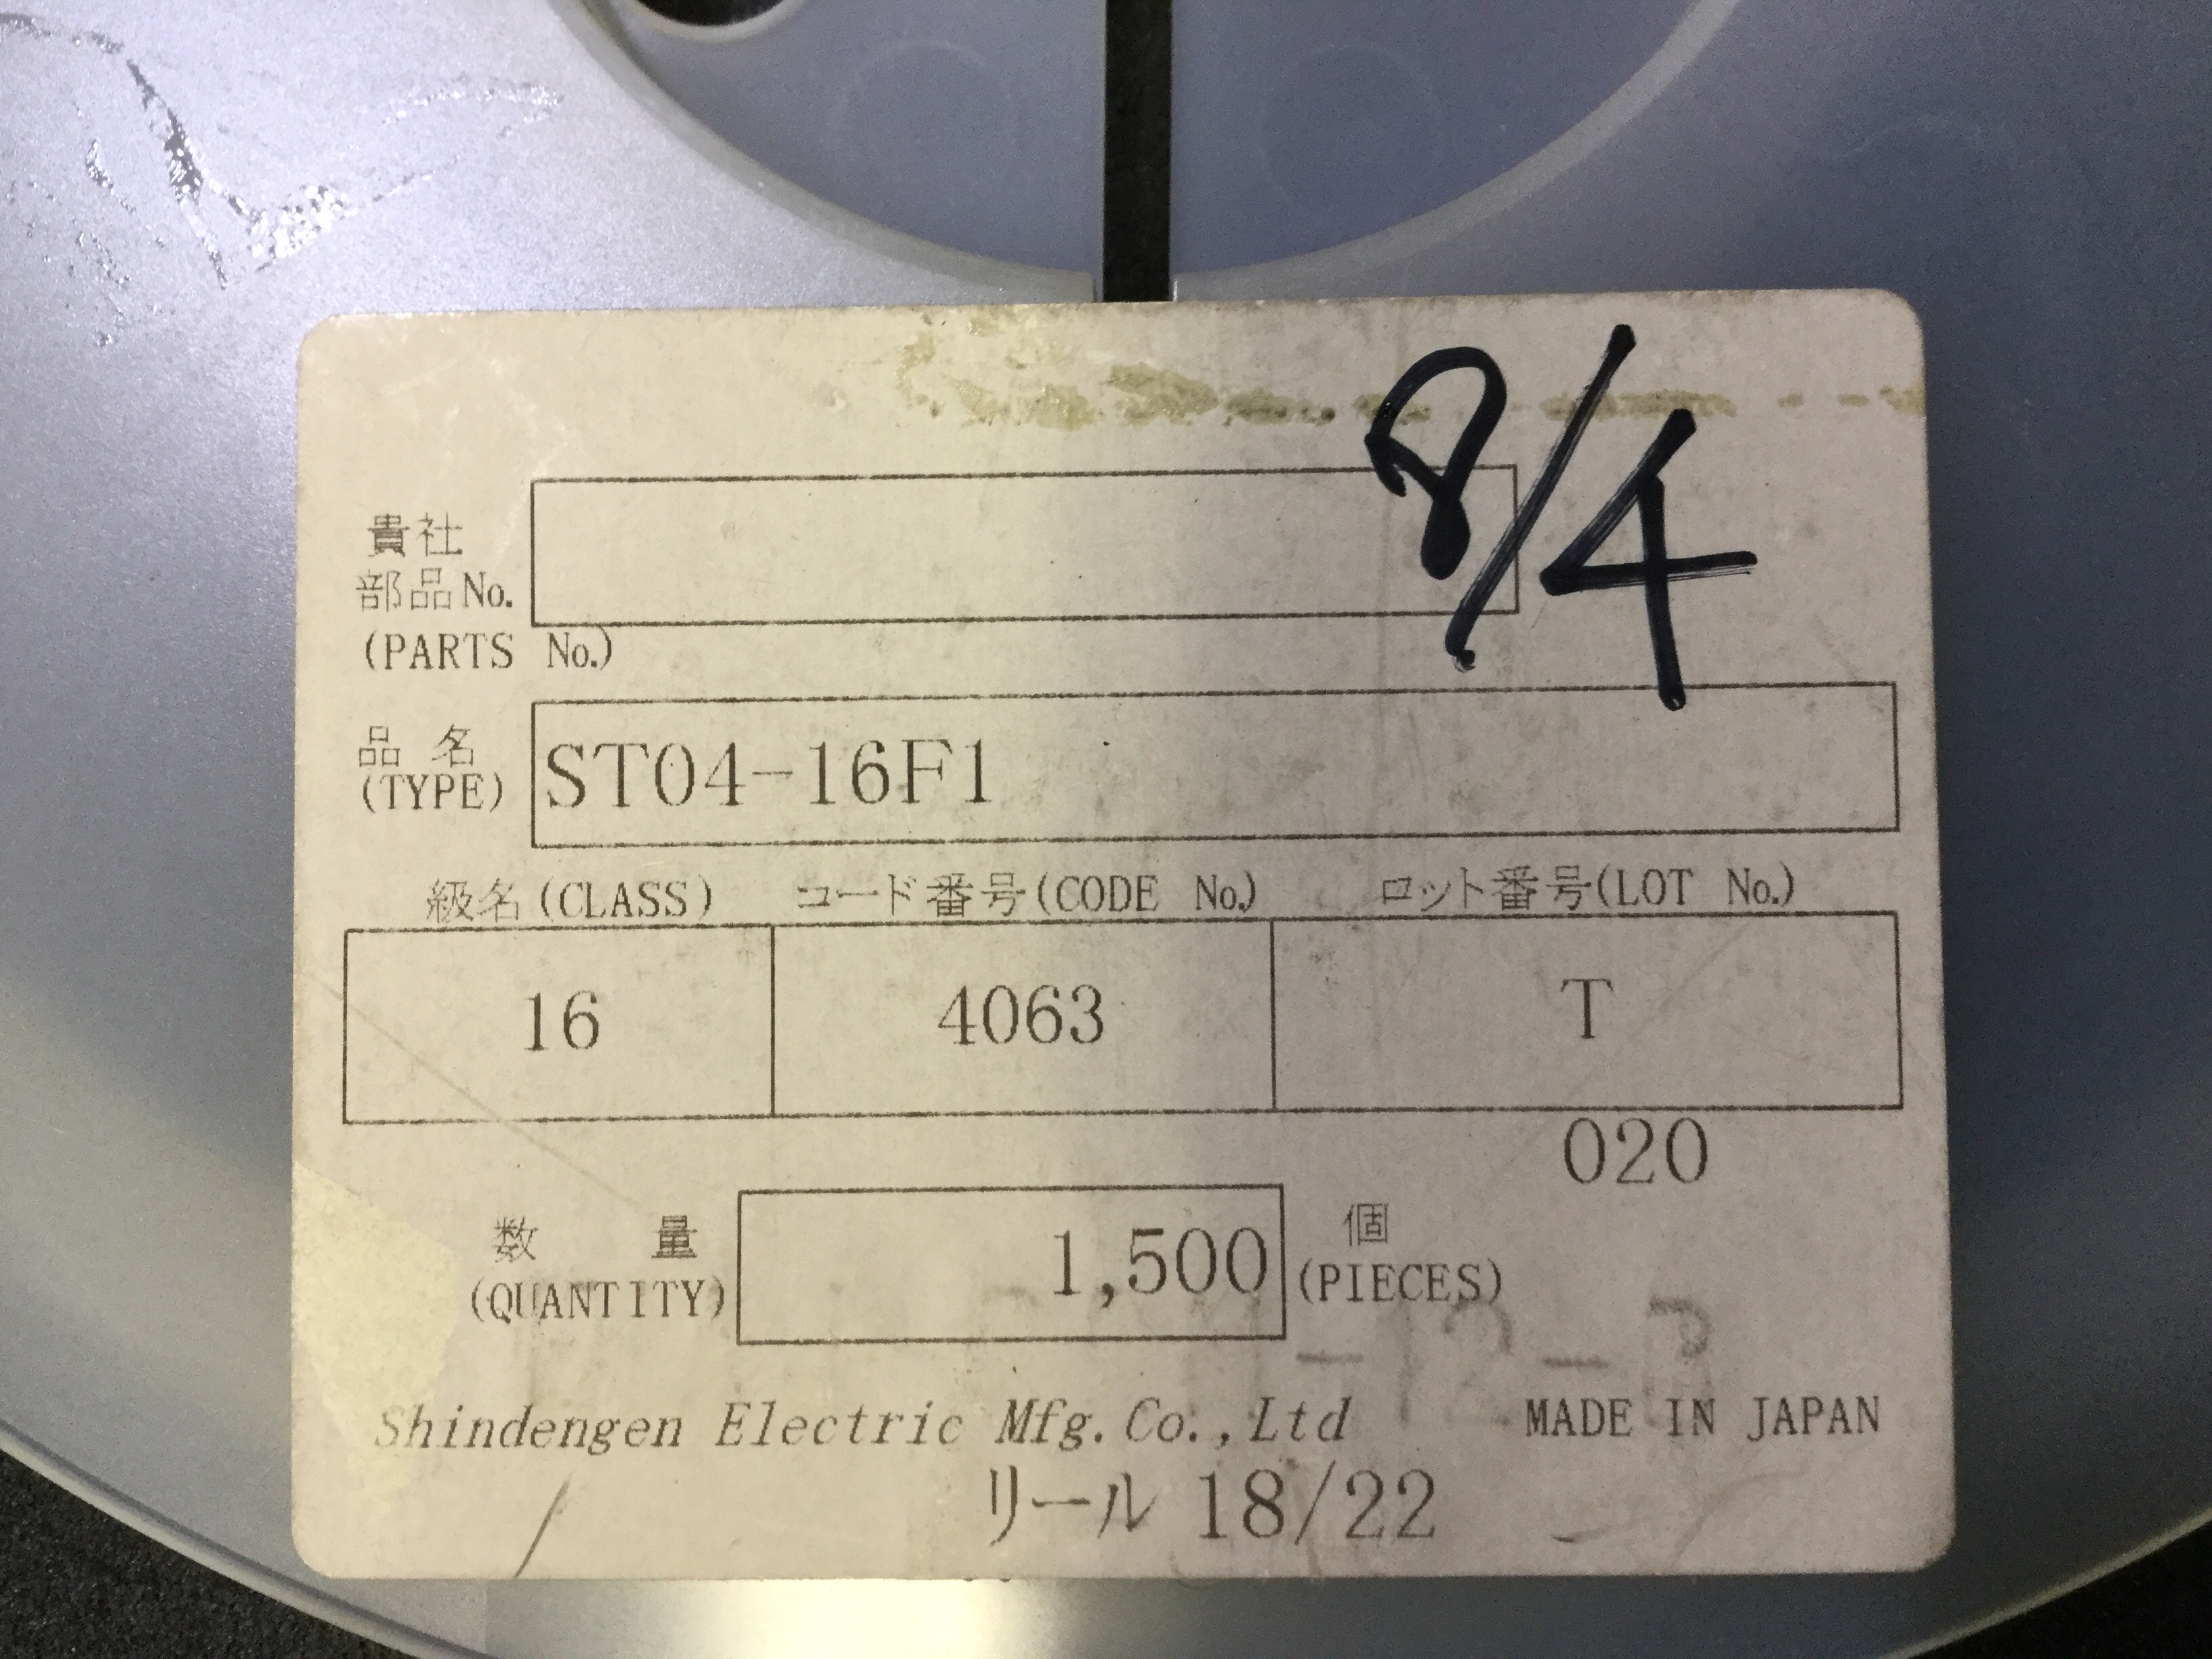 8/4
貴社
部品No.
(PARTS No.)
品名
(TYPE)
ST04-16F1
級名(CLASS) コード番号(CODE No.) ロット番号(LOT No.)
16 4063 T
020
数量
(QUANTITY)
1,500
個
(PIECES)
-12-
Shindengen Electric Mfg.Co.,Ltd MADE IN JAPAN
リール 18/22